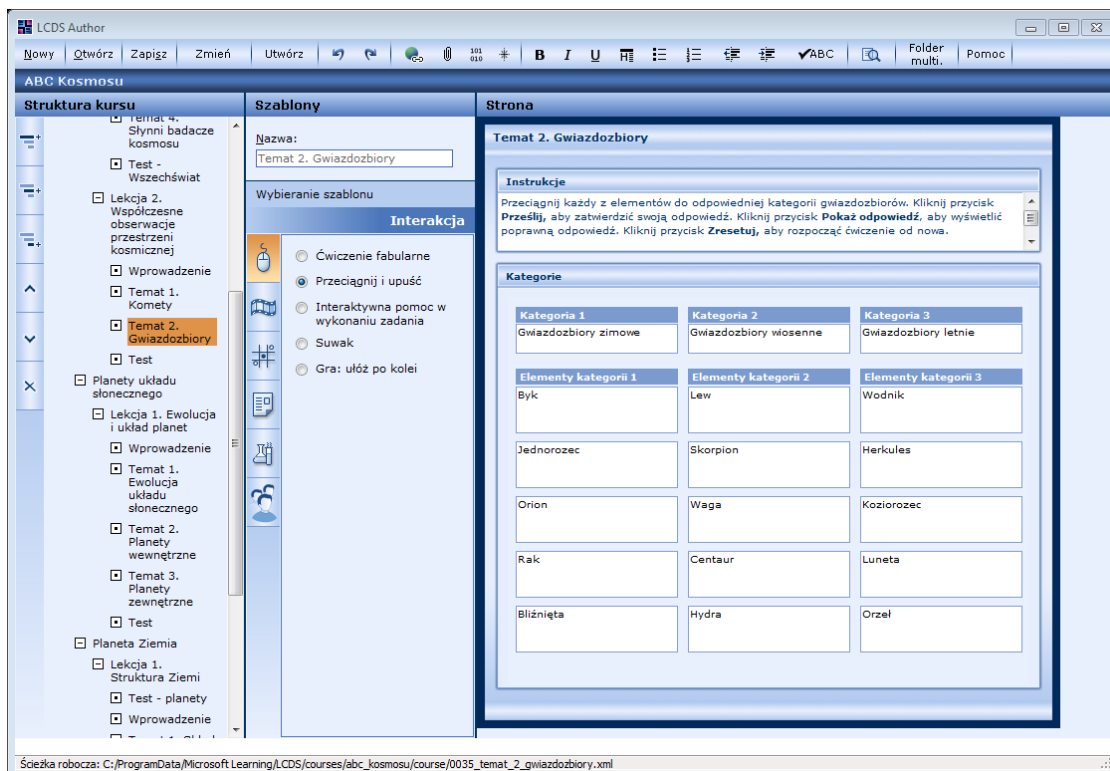 LCDS Author
Nowy Otwórz Zapisz Zmień Utwórz 101 010 B I U H ABC Folder multi. Pomoc
ABC Kosmosu
Struktura kursu
Temat 4.
Słynni badacze
kosmosu
Test -
Wszechświat
Lekcja 2.
Współczesne
obserwacje
przestrzeni
kosmicznej
Wprowadzenie
Temat 1.
Komety
Temat 2.
Gwiazdozbiory
Test
Planety układu
słonecznego
Lekcja 1. Ewolucja
i układ planet
Wprowadzenie
Temat 1.
Ewolucja
układu
słonecznego
Temat 2.
Planety
wewnętrzne
Temat 3.
Planety
zewnętrzne
Test
Planeta Ziemia
Lekcja 1.
Struktura Ziemi
Test - planety
Wprowadzenie
Szablony
Nazwa:
Temat 2. Gwiazdozbiory
Wybieranie szablonu
Interakcja
Ćwiczenie fabularne
Przeciągnij i upuść
Interaktywna pomoc w
wykonaniu zadania
Suwak
Gra: ułóż po kolei
Strona
Temat 2. Gwiazdozbiory
Instrukcje
Przeciągnij każdy z elementów do odpowiedniej kategorii gwiazdozbiorów. Kliknij przycisk
Prześlij, aby zatwierdzić swoją odpowiedź. Kliknij przycisk Pokaż odpowiedź, aby wyświetlić
poprawną odpowiedź. Kliknij przycisk Zresetuj, aby rozpocząć ćwiczenie od nowa.
Kategorie
Kategoria 1 Kategoria 2 Kategoria 3
Gwiazdozbiory zimowe Gwiazdozbiory wiosenne Gwiazdozbiory letnie
Elementy kategorii 1 Elementy kategorii 2 Elementy kategorii 3
Byk Lew Wodnik
Jednorozec Skorpion Herkules
Orion Waga Koziorozec
Rak Centaur Luneta
Bliźnięta Hydra Orzeł
Ścieżka robocza: C:/ProgramData/Microsoft Learning/LCDS/courses/abc_kosmosu/course/0035_temat_2_gwiazdozbiory.xml